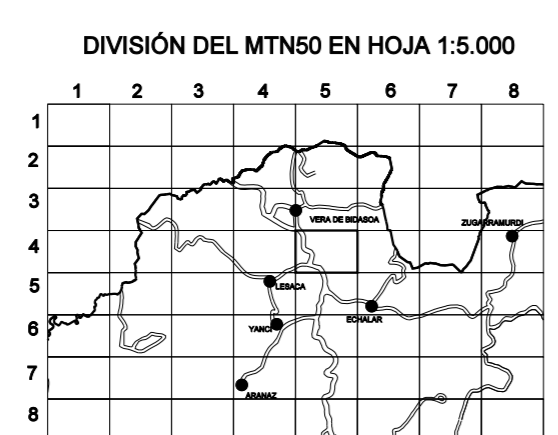 DIVISIÓN DEL MTN50 EN HOJA 1:5.000
1 2 3 4 5 6 7 8
1
2
3
VERA DE BIDASOA
ZUGARRAMURDI
4
5
LESACA
ECHALAR
6
YANCI
7
ARANAZ
8